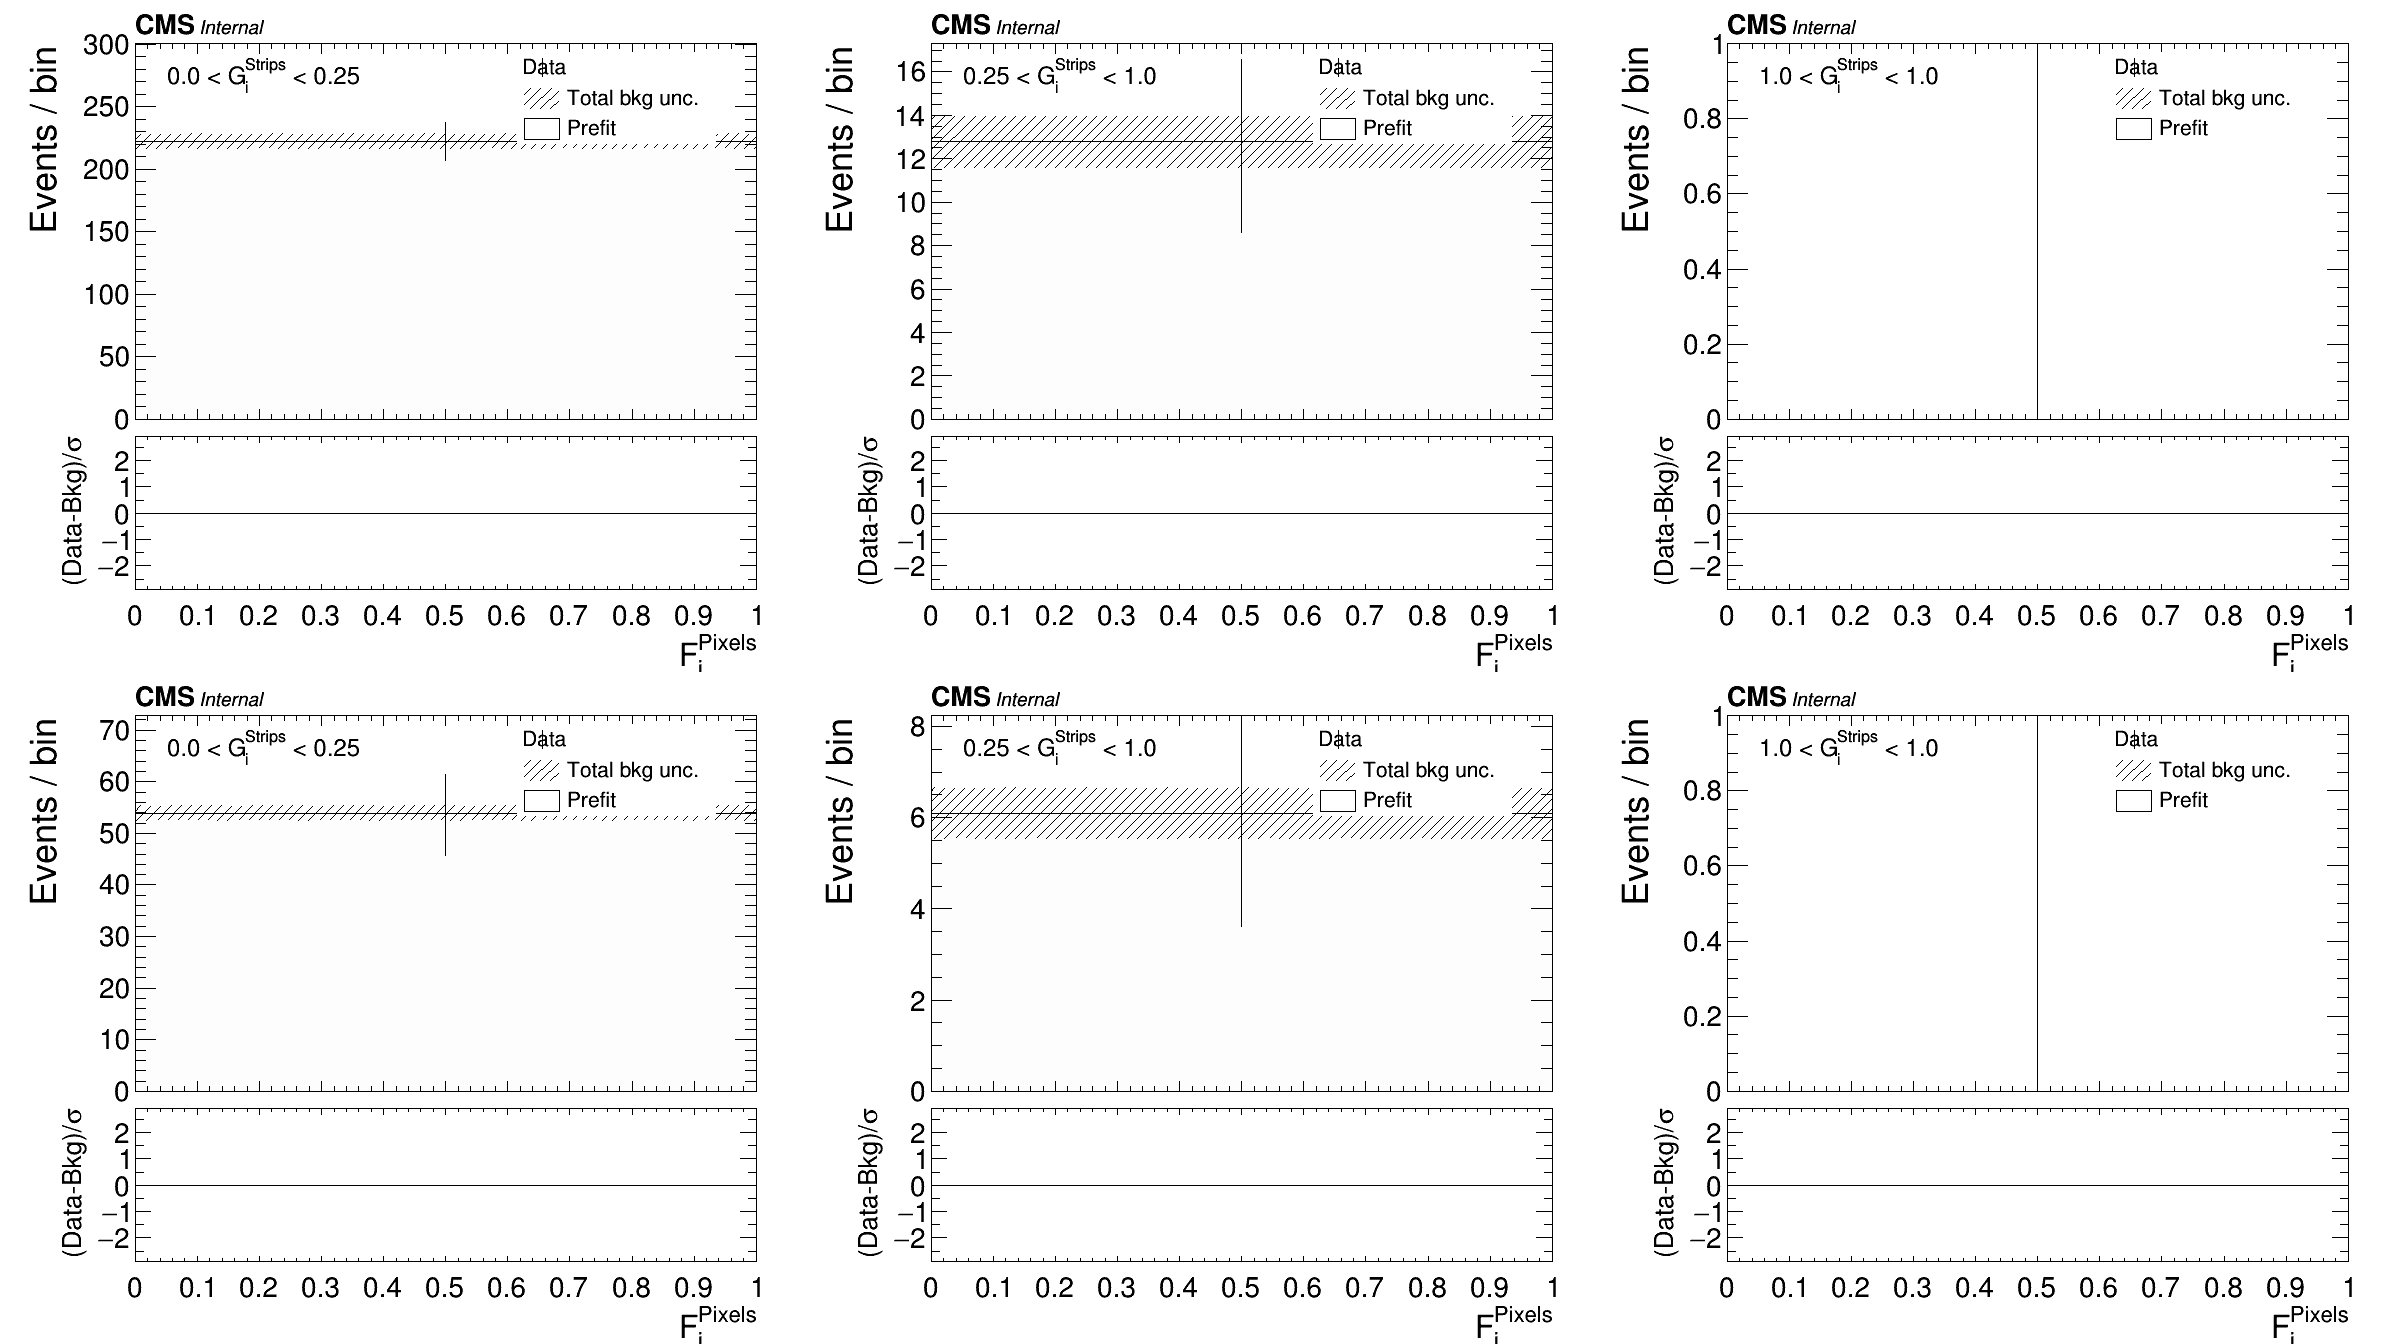 CMS Internal
Events / bin
300
250
200
150
100
50
0
0.0 < G_i^Strips < 0.25
Data
Total bkg unc.
Prefit
(Data-Bkg)/σ
2
1
0
−1
−2
0 0.1 0.2 0.3 0.4 0.5 0.6 0.7 0.8 0.9 1
F_i^Pixels
CMS Internal
Events / bin
16
14
12
10
8
6
4
2
0
0.25 < G_i^Strips < 1.0
Data
Total bkg unc.
Prefit
(Data-Bkg)/σ
2
1
0
−1
−2
0 0.1 0.2 0.3 0.4 0.5 0.6 0.7 0.8 0.9 1
F_i^Pixels
CMS Internal
Events / bin
1
0.8
0.6
0.4
0.2
0
1.0 < G_i^Strips < 1.0
Data
Total bkg unc.
Prefit
(Data-Bkg)/σ
2
1
0
−1
−2
0 0.1 0.2 0.3 0.4 0.5 0.6 0.7 0.8 0.9 1
F_i^Pixels
CMS Internal
Events / bin
70
60
50
40
30
20
10
0
0.0 < G_i^Strips < 0.25
Data
Total bkg unc.
Prefit
(Data-Bkg)/σ
2
1
0
−1
−2
0 0.1 0.2 0.3 0.4 0.5 0.6 0.7 0.8 0.9 1
F_i^Pixels
CMS Internal
Events / bin
8
6
4
2
0
0.25 < G_i^Strips < 1.0
Data
Total bkg unc.
Prefit
(Data-Bkg)/σ
2
1
0
−1
−2
0 0.1 0.2 0.3 0.4 0.5 0.6 0.7 0.8 0.9 1
F_i^Pixels
CMS Internal
Events / bin
1
0.8
0.6
0.4
0.2
0
1.0 < G_i^Strips < 1.0
Data
Total bkg unc.
Prefit
(Data-Bkg)/σ
2
1
0
−1
−2
0 0.1 0.2 0.3 0.4 0.5 0.6 0.7 0.8 0.9 1
F_i^Pixels